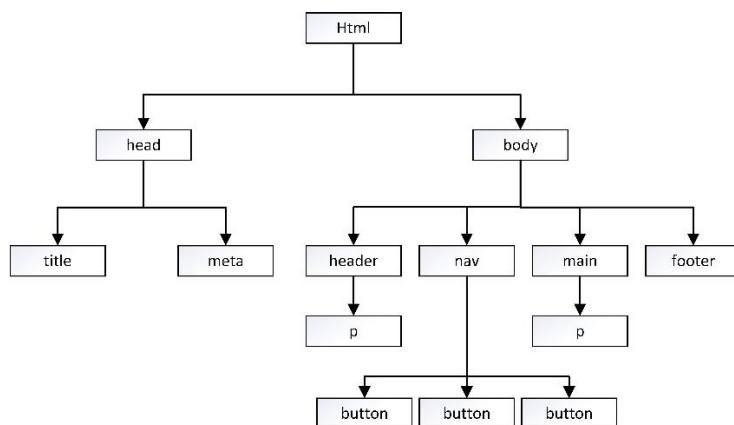 Html
head
body
title
meta
header
nav
main
footer
p
p
button
button
button